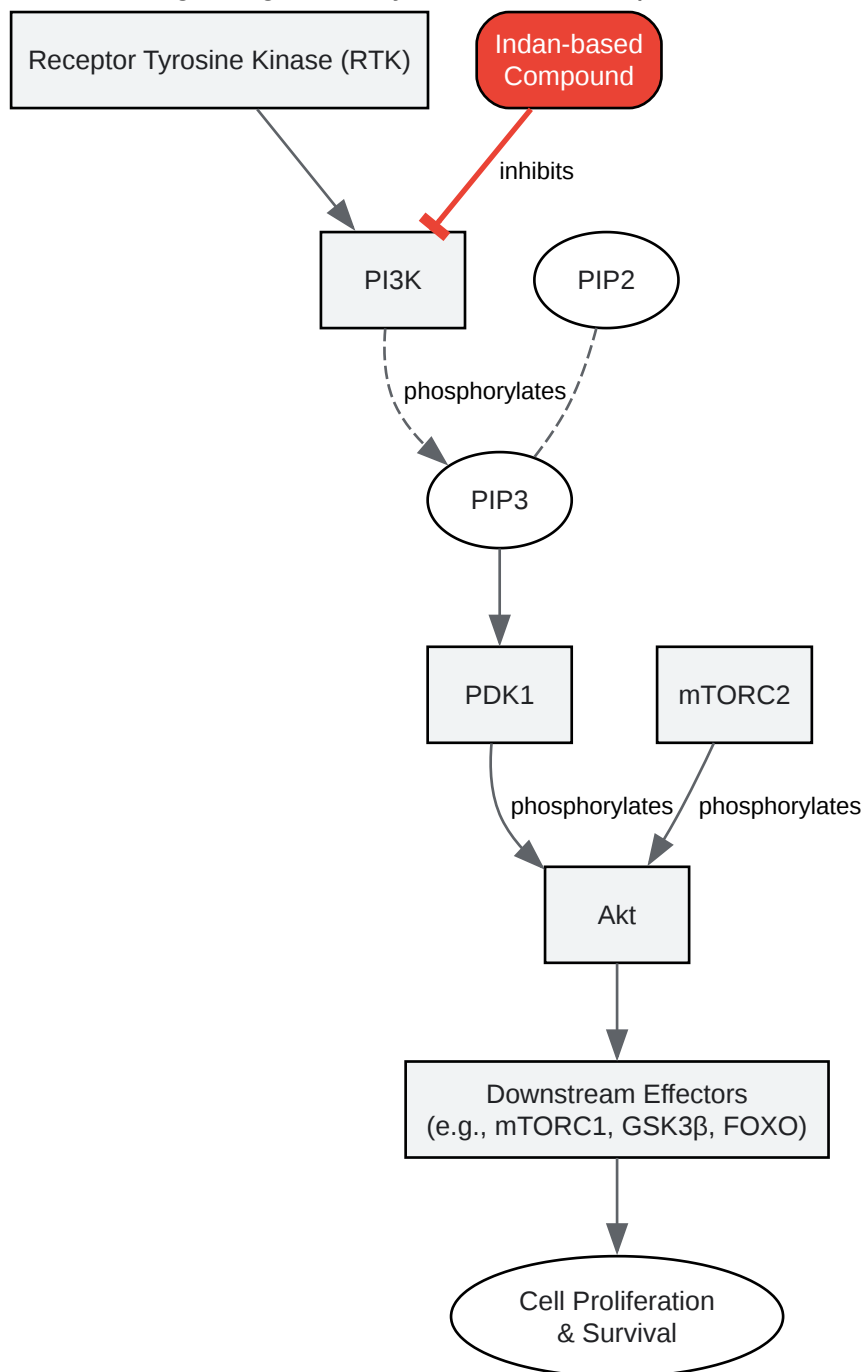 Receptor Tyrosine Kinase (RTK)
Indan-based
Compound
inhibits
PI3K
PIP2
phosphorylates
PIP3
PDK1
mTORC2
phosphorylates
phosphorylates
Akt
Downstream Effectors
(e.g., mTORC1, GSK3β, FOXO)
Cell Proliferation
& Survival